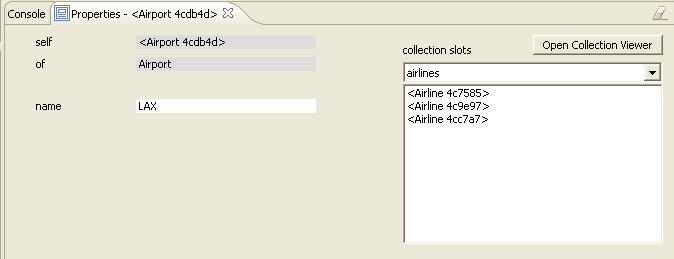 Console Properties - <Airport 4cdb4d>
self <Airport 4cdb4d>
of Airport
name LAX
collection slots Open Collection Viewer
airlines
<Airline 4c7585>
<Airline 4c9e97>
<Airline 4cc7a7>